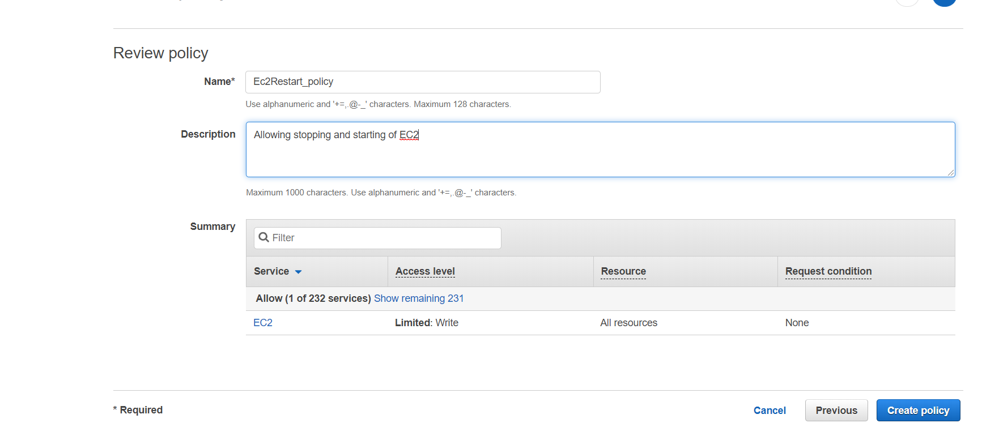 Review policy
Name* Ec2Restart_policy
Use alphanumeric and '+=,.@-_' characters. Maximum 128 characters.
Description Allowing stopping and starting of EC2
Maximum 1000 characters. Use alphanumeric and '+=,.@-_' characters.
Summary
Filter
Service Access level Resource Request condition
Allow (1 of 232 services) Show remaining 231
EC2 Limited: Write All resources None
* Required Cancel Previous Create policy